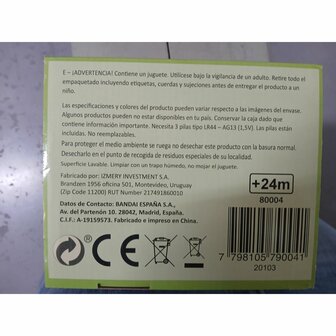 E – ¡ADVERTENCIA! Contiene un juguete. Utilícese bajo la vigilancia de un adulto. Retire todo el
empaquetado incluyendo etiquetas, cuerdas y sujeciones antes de entregar el producto a un
niño.
Las especificaciones y colores del producto pueden variar respecto a las imágenes del envase.
Algunos productos pueden no estar disponibles en su país. Conservar la caja dado que
contiene información importante. Necesita 3 pilas tipo LR44 – AG13 (1,5V). Las pilas están
incluidas. No reemplazables.
Para proteger el medio ambiente se ruega no desechar este producto con la basura normal.
Desecharlo en el punto de recogida de residuos especiales de su localidad.
Superficie Lavable. Limpiar con un trapo húmedo, no mojar el juguete.
Fabricado por: IZMERY INVESTMENT S.A.
Brandzen 1956 oficina 501, Montevideo, Uruguay
(Zip Code 11200) RUT Number 217491860010
+24m
80004
Datos de Contacto: BANDAI ESPAÑA S.A.
Av. del Partenón 10. 28042, Madrid, España.
C.I.F.: A-19159573. Fabricado e impreso en China.
CE
7 798105 790041
20103